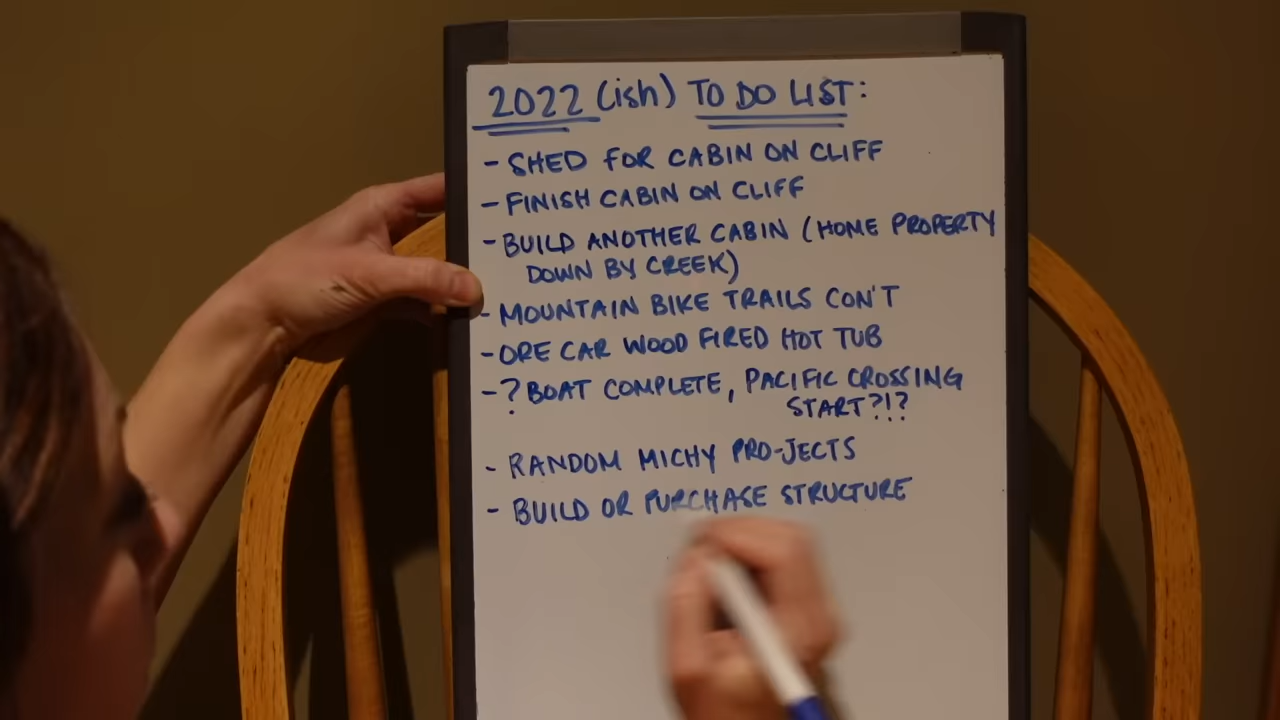 2022 (ish) TO DO LIST:
- SHED FOR CABIN ON CLIFF
- FINISH CABIN ON CLIFF
- BUILD ANOTHER CABIN (HOME PROPERTY
DOWN BY CREEK)
- MOUNTAIN BIKE TRAILS CON'T
- ORE CAR WOOD FIRED HOT TUB
- ? BOAT COMPLETE, PACIFIC CROSSING
START?!?
- RANDOM MICHY PROJECTS
- BUILD OR PURCHASE STRUCTURE